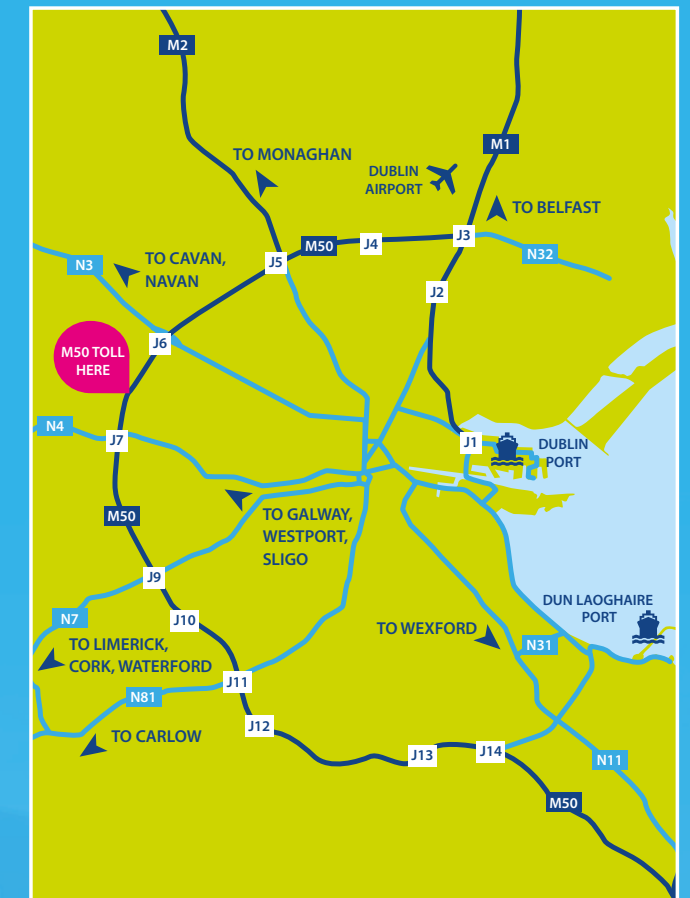 M2
M1
TO MONAGHAN
DUBLIN
AIRPORT
TO BELFAST
J3
M50
J4
N32
J5
TO CAVAN,
NAVAN
N3
J2
J6
M50 TOLL
HERE
N4
J7
J1
DUBLIN
PORT
M50
TO GALWAY,
WESTPORT,
SLIGO
J9
DUN LAOGHAIRE
PORT
N7
J10
TO WEXFORD
N31
TO LIMERICK,
CORK, WATERFORD
J11
N81
J12
TO CARLOW
J13
J14
N11
M50